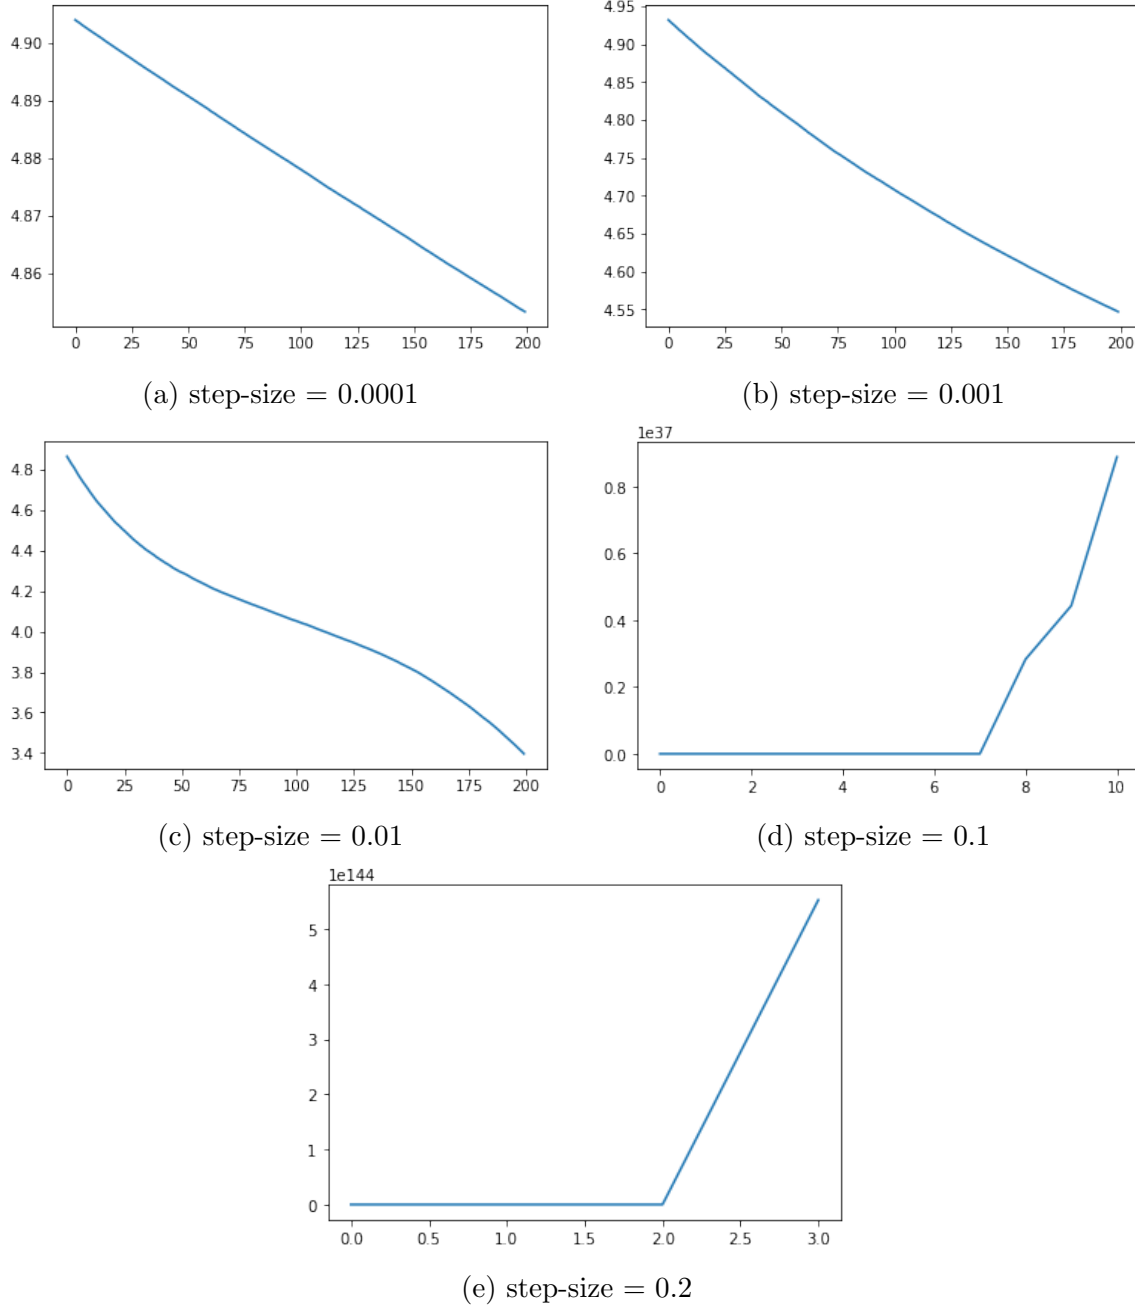 4.90
4.89
4.88
4.87
4.86
0 25 50 75 100 125 150 175 200
(a) step-size = 0.0001
4.95
4.90
4.85
4.80
4.75
4.70
4.65
4.60
4.55
0 25 50 75 100 125 150 175 200
(b) step-size = 0.001
4.8
4.6
4.4
4.2
4.0
3.8
3.6
3.4
0 25 50 75 100 125 150 175 200
(c) step-size = 0.01
1e37
0.8
0.6
0.4
0.2
0.0
0 2 4 6 8 10
(d) step-size = 0.1
1e144
5
4
3
2
1
0
0.0 0.5 1.0 1.5 2.0 2.5 3.0
(e) step-size = 0.2